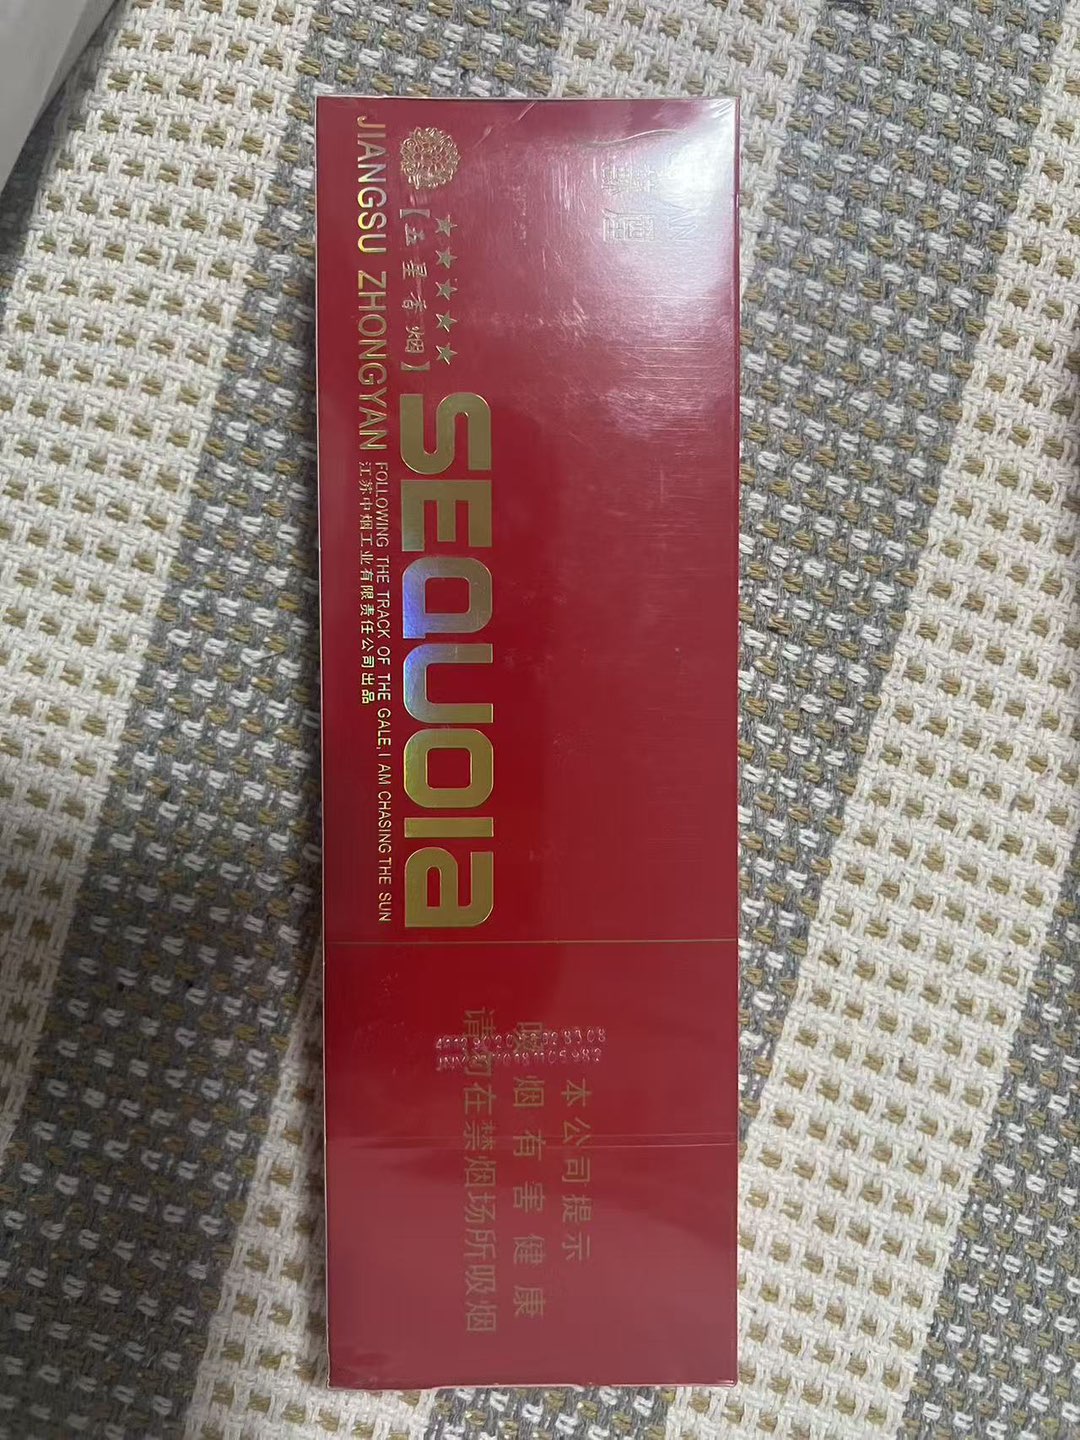 ★★★★★
【五星香烟】
SEQUOIA
JIANGSU ZHONGYAN
FOLLOWING THE TRACK OF THE GALE, I AM CHASING THE SUN
江苏中烟工业有限责任公司出品
本公司提示
吸烟有害健康
请勿在禁烟场所吸烟